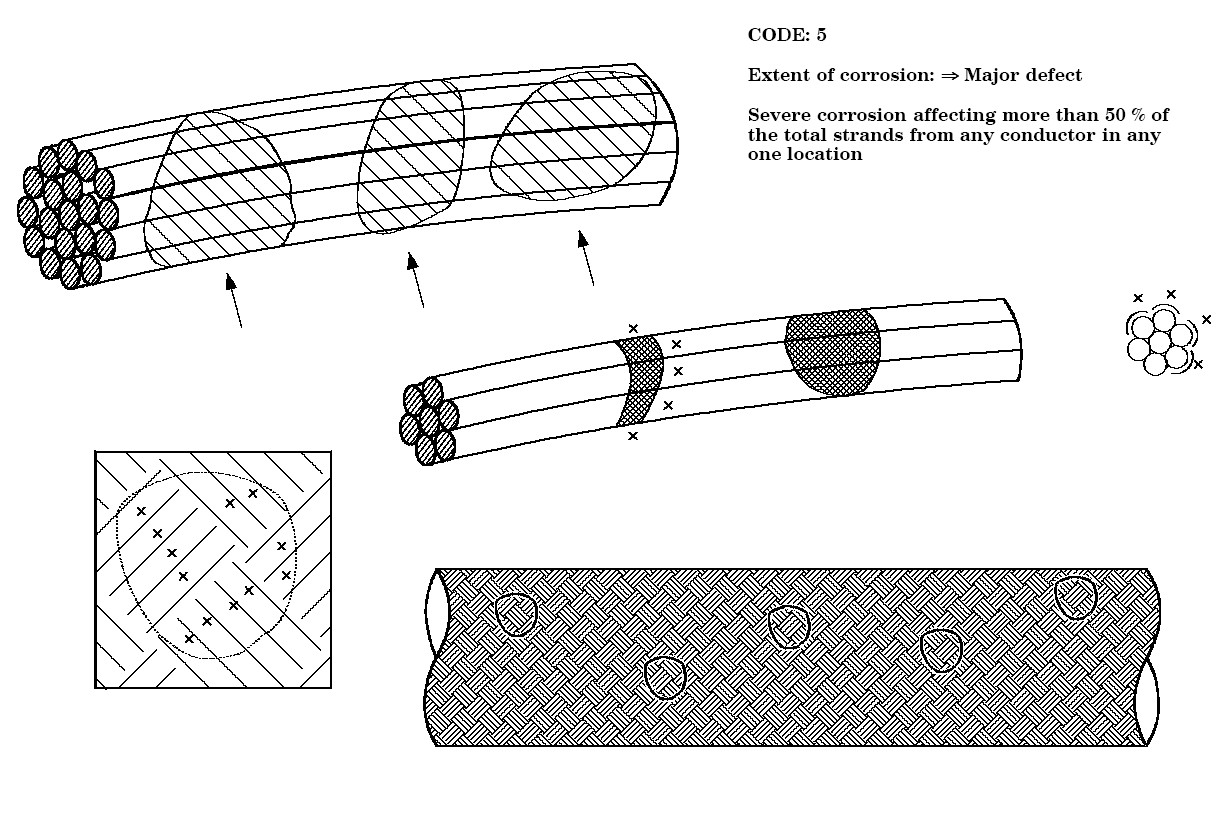 CODE: 5
Extent of corrosion: ⇒ Major defect
Severe corrosion affecting more than 50 % of
the total strands from any conductor in any
one location